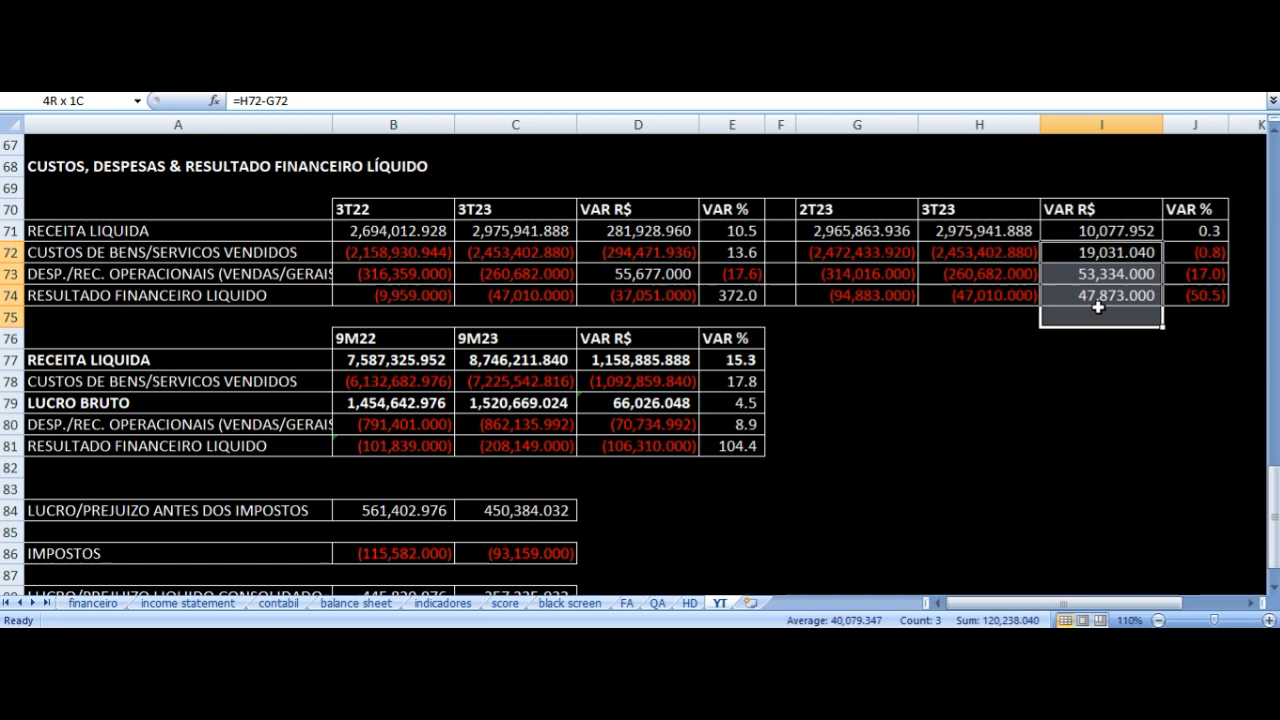 4R x 1C =H72-G72
A B C D E F G H I J K
67
68 CUSTOS, DESPESAS & RESULTADO FINANCEIRO LÍQUIDO
69
70 3T22 3T23 VAR R$ VAR % 2T23 3T23 VAR R$ VAR %
71 RECEITA LIQUIDA 2,694,012.928 2,975,941.888 281,928.960 10.5 2,965,863.936 2,975,941.888 10,077.952 0.3
72 CUSTOS DE BENS/SERVICOS VENDIDOS (2,158,930.944) (2,453,402.880) (294,471.936) 13.6 (2,472,433.920) (2,453,402.880) 19,031.040 (0.8)
73 DESP./REC. OPERACIONAIS (VENDAS/GERAIS (316,359.000) (260,682.000) 55,677.000 (17.6) (314,016.000) (260,682.000) 53,334.000 (17.0)
74 RESULTADO FINANCEIRO LIQUIDO (9,959.000) (47,010.000) (37,051.000) 372.0 (94,883.000) (47,010.000) 47,873.000 (50.5)
75
76 9M22 9M23 VAR R$ VAR %
77 RECEITA LIQUIDA 7,587,325.952 8,746,211.840 1,158,885.888 15.3
78 CUSTOS DE BENS/SERVICOS VENDIDOS (6,132,682.976) (7,225,542.816) (1,092,859.840) 17.8
79 LUCRO BRUTO 1,454,642.976 1,520,669.024 66,026.048 4.5
80 DESP./REC. OPERACIONAIS (VENDAS/GERAIS (791,401.000) (862,135.992) (70,734.992) 8.9
81 RESULTADO FINANCEIRO LIQUIDO (101,839.000) (208,149.000) (106,310.000) 104.4
82
83
84 LUCRO/PREJUIZO ANTES DOS IMPOSTOS 561,402.976 450,384.032
85
86 IMPOSTOS (115,582.000) (93,159.000)
87
financeiro income statement contabil balance sheet indicadores score black screen FA QA HD YT
Ready Average: 40,079.347 Count: 3 Sum: 120,238.040 110%